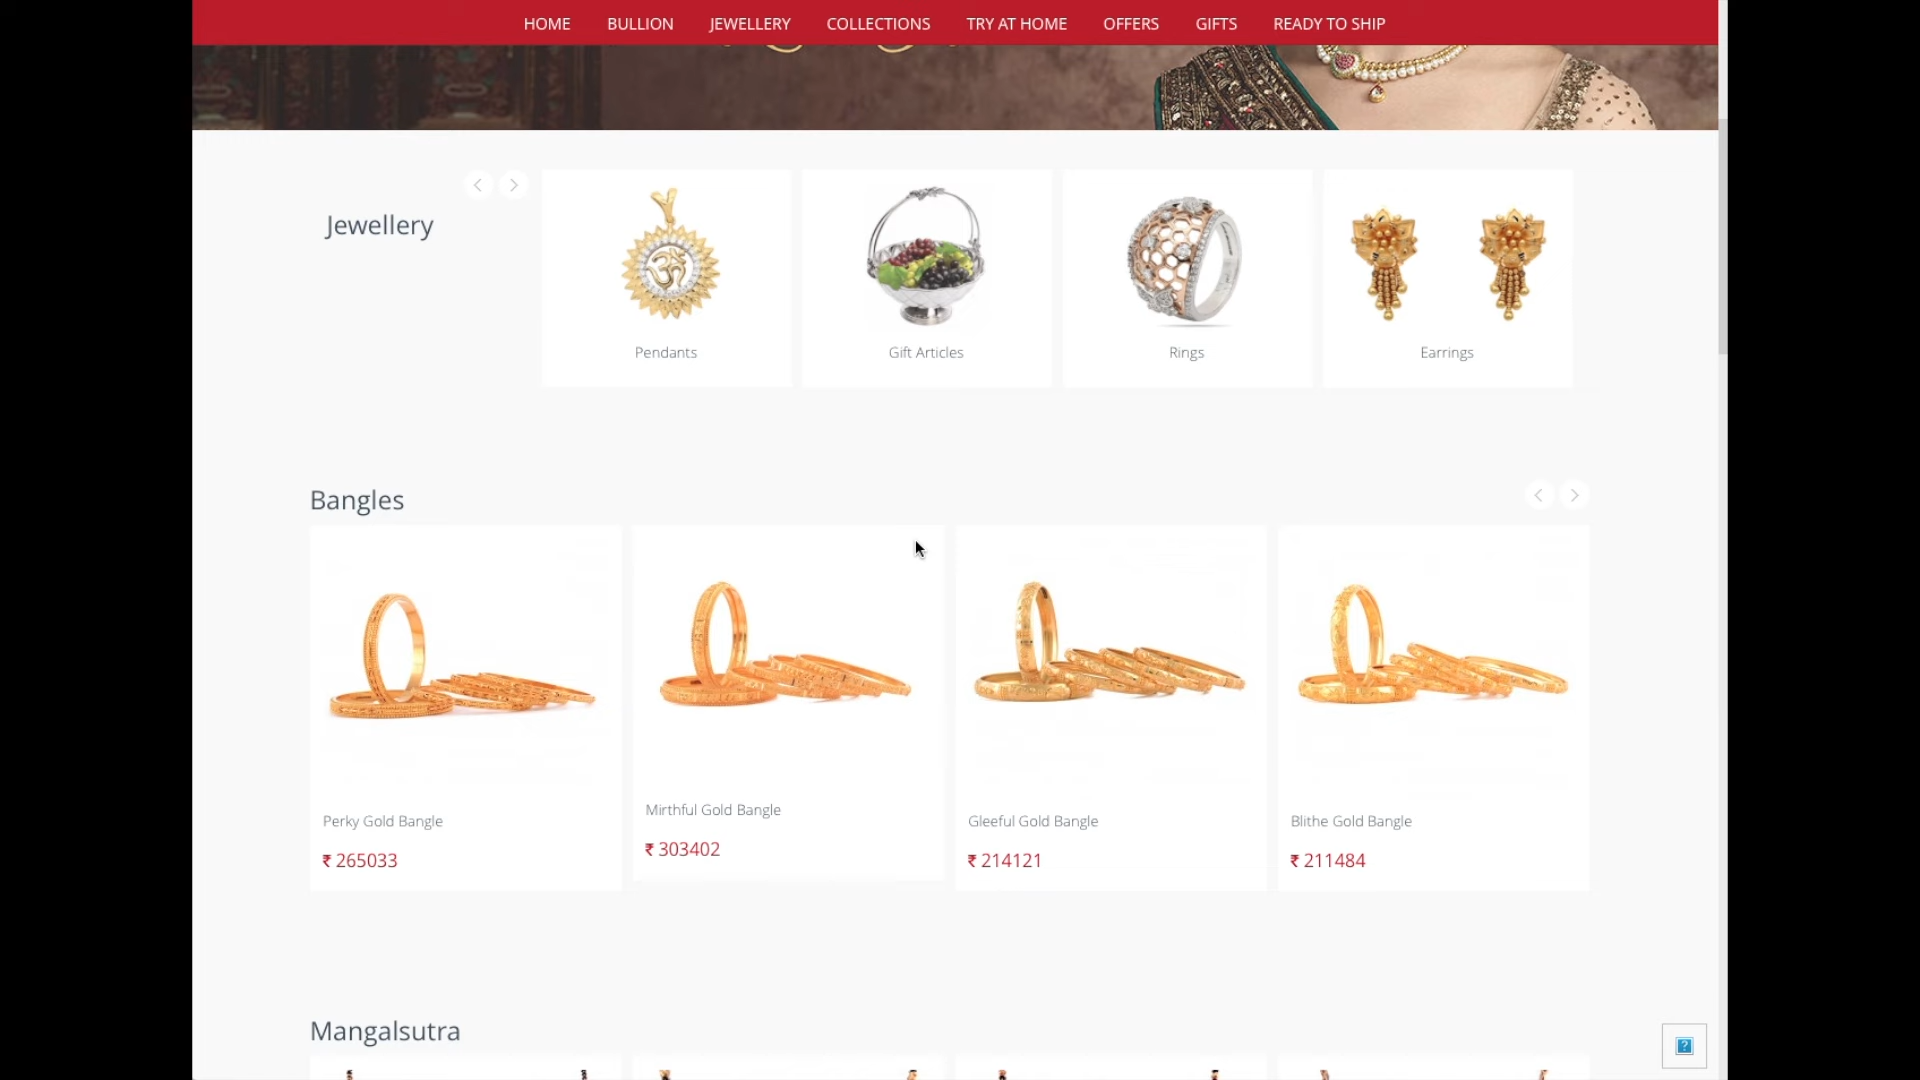 HOME BULLION JEWELLERY COLLECTIONS TRY AT HOME OFFERS GIFTS READY TO SHIP
Jewellery
Pendants
Gift Articles
Rings
Earrings
Bangles
Perky Gold Bangle
₹ 265033
Mirthful Gold Bangle
₹ 303402
Gleeful Gold Bangle
₹ 214121
Blithe Gold Bangle
₹ 211484
Mangalsutra